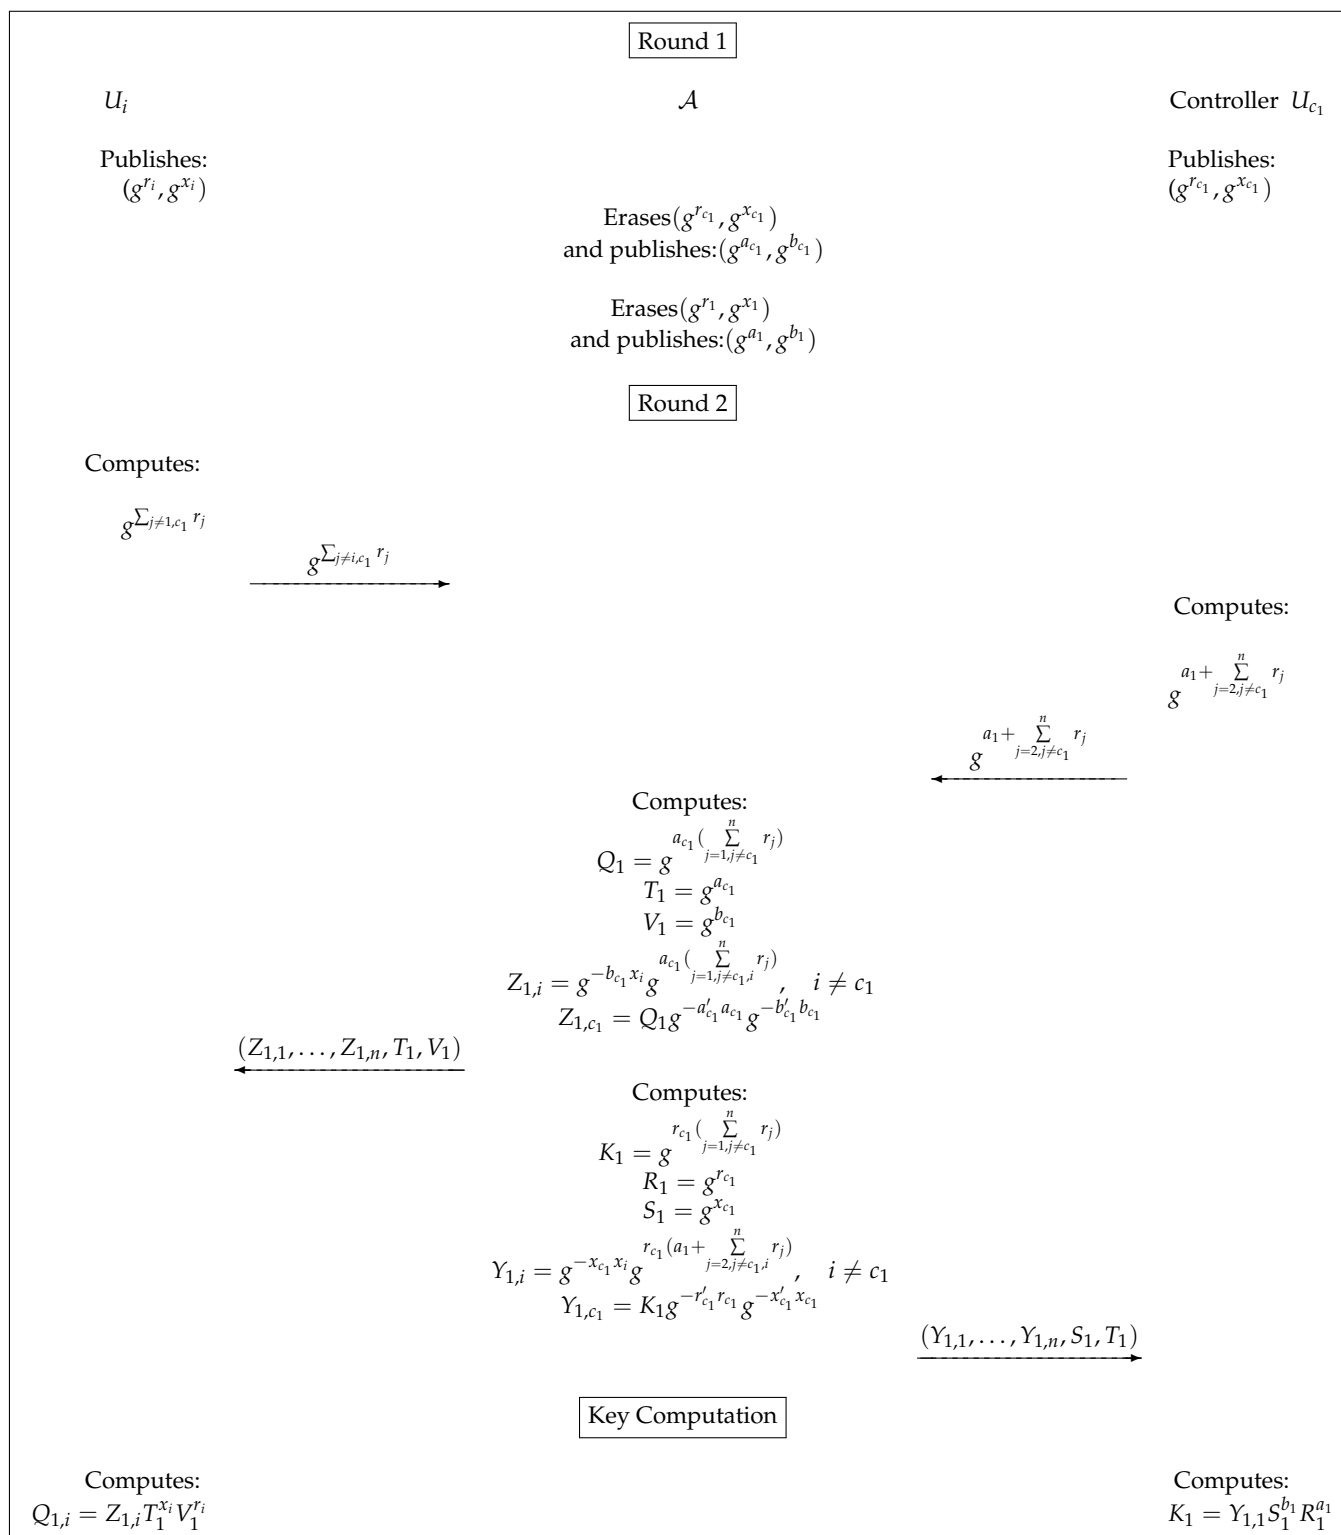 Round 1
$U_i$ $\mathcal{A}$ Controller $U_{c_1}$
Publishes: Publishes:
$(g^{r_i}, g^{x_i})$ $(g^{r_{c_1}}, g^{x_{c_1}})$
Erases$(g^{r_{c_1}}, g^{x_{c_1}})$
and publishes:$(g^{a_{c_1}}, g^{b_{c_1}})$
Erases$(g^{r_1}, g^{x_1})$
and publishes:$(g^{a_1}, g^{b_1})$
Round 2
Computes:
$g^{\sum_{j \neq 1, c_1} r_j}$
$g^{\sum_{j \neq i, c_1} r_j}$
Computes:
$g^{a_1 + \sum_{j=2, j \neq c_1}^{n} r_j}$
$g^{a_1 + \sum_{j=2, j \neq c_1}^{n} r_j}$
Computes:
$Q_1 = g^{a_{c_1}(\sum_{j=1, j \neq c_1}^{n} r_j)}$
$T_1 = g^{a_{c_1}}$
$V_1 = g^{b_{c_1}}$
$Z_{1,i} = g^{-b_{c_1} x_i} g^{a_{c_1}(\sum_{j=1, j \neq c_1, i}^{n} r_j)}, \quad i \neq c_1$
$Z_{1,c_1} = Q_1 g^{-a'_{c_1} a_{c_1}} g^{-b'_{c_1} b_{c_1}}$
$(Z_{1,1}, \ldots, Z_{1,n}, T_1, V_1)$
Computes:
$K_1 = g^{r_{c_1}(\sum_{j=1, j \neq c_1}^{n} r_j)}$
$R_1 = g^{r_{c_1}}$
$S_1 = g^{x_{c_1}}$
$Y_{1,i} = g^{-x_{c_1} x_i} g^{r_{c_1}(a_1 + \sum_{j=2, j \neq c_1, i}^{n} r_j)}, \quad i \neq c_1$
$Y_{1,c_1} = K_1 g^{-r'_{c_1} r_{c_1}} g^{-x'_{c_1} x_{c_1}}$
$(Y_{1,1}, \ldots, Y_{1,n}, S_1, T_1)$
Key Computation
Computes: Computes:
$Q_{1,i} = Z_{1,i} T_1^{x_i} V_1^{r_i}$ $K_1 = Y_{1,1} S_1^{b_1} R_1^{a_1}$